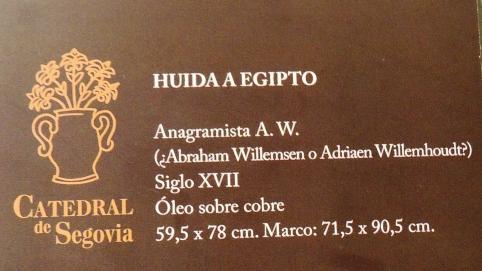 HUIDA A EGIPTO
Anagramista A. W.
(¿Abraham Willemsen o Adriaen Willemhoudt?)
Siglo XVII
Óleo sobre cobre
59,5 x 78 cm. Marco: 71,5 x 90,5 cm.
CATEDRAL
de
Segovia